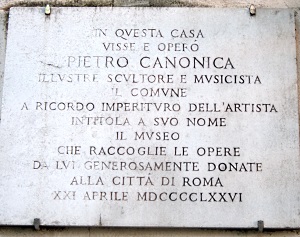 IN QVESTA CASA
VISSE E OPERÒ
PIETRO CANONICA
ILLVSTRE SCVLTORE E MVSICISTA
IL COMVNE
A RICORDO IMPERITVRO DELL'ARTISTA
INTITOLA A SVO NOME
IL MVSEO
CHE RACCOGLIE LE OPERE
DA LVI GENEROSAMENTE DONATE
ALLA CITTÀ DI ROMA
XXI APRILE MDCCCCLXXVI